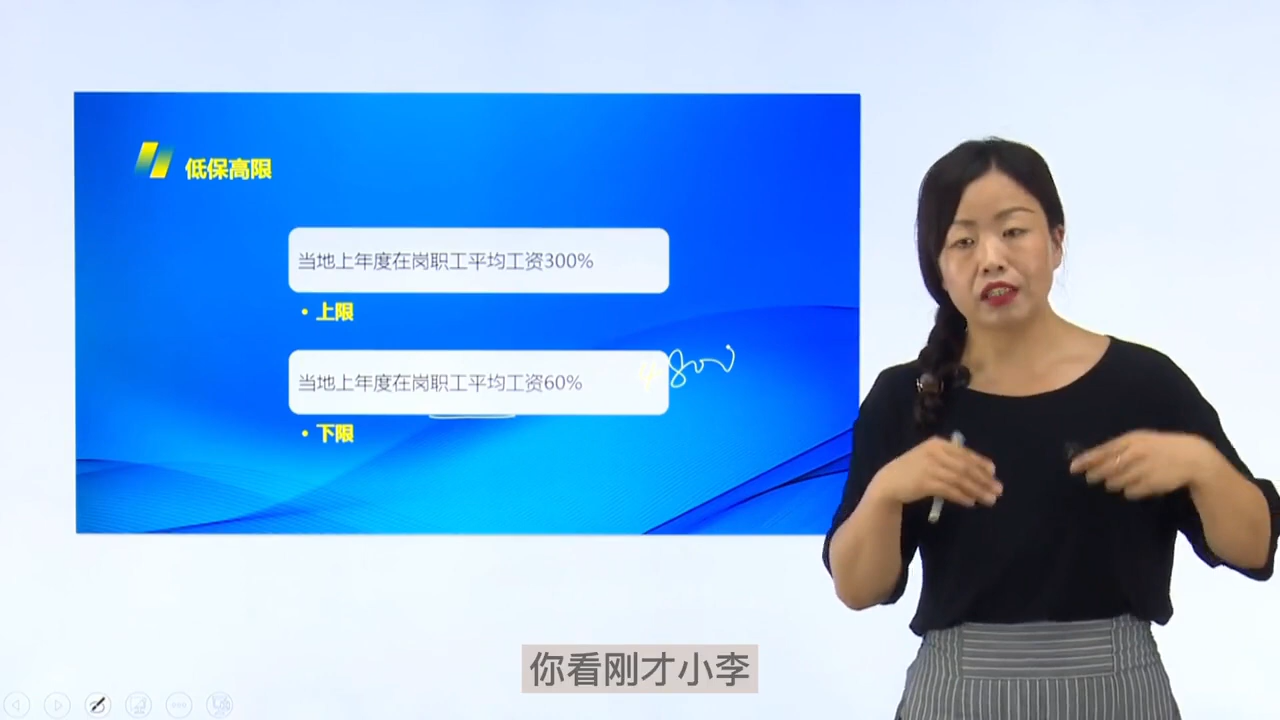 低保高限
当地上年度在岗职工平均工资300%
• 上限
当地上年度在岗职工平均工资60%
• 下限
你看刚才小李